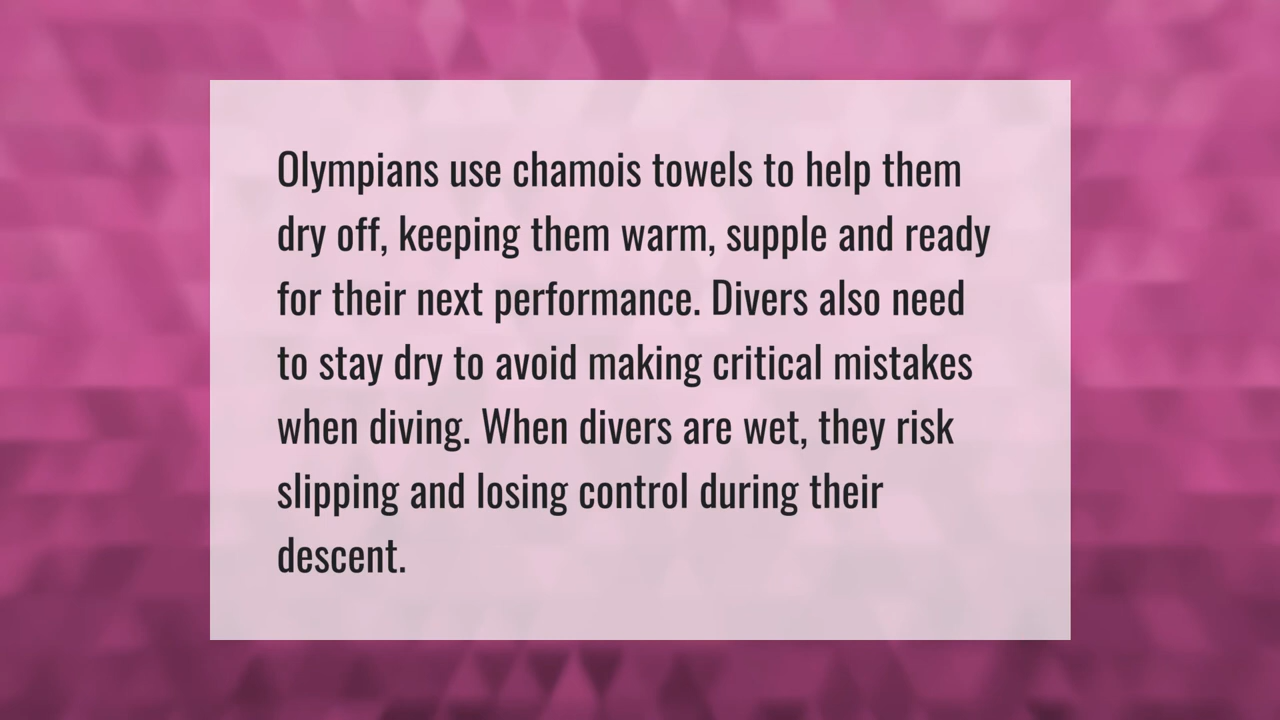 Olympians use chamois towels to help them
dry off, keeping them warm, supple and ready
for their next performance. Divers also need
to stay dry to avoid making critical mistakes
when diving. When divers are wet, they risk
slipping and losing control during their
descent.